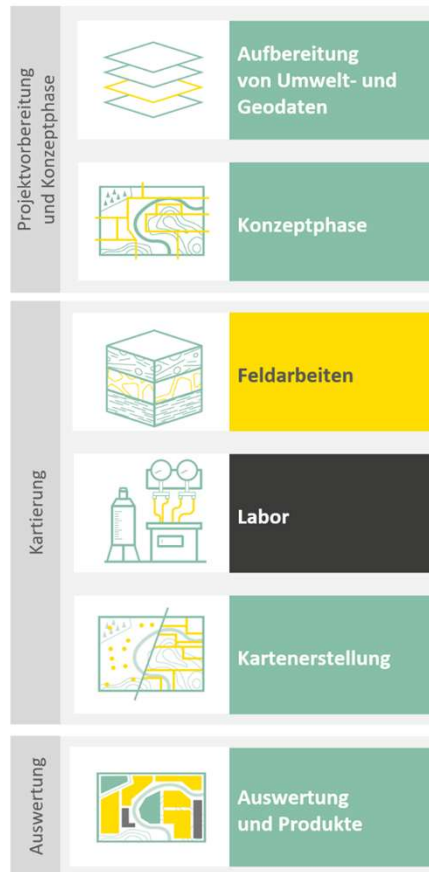 Projektvorbereitung
und Konzeptphase
Aufbereitung
von Umwelt- und
Geodaten
Konzeptphase
Kartierung
Feldarbeiten
Labor
Kartenerstellung
Auswertung
Auswertung
und Produkte